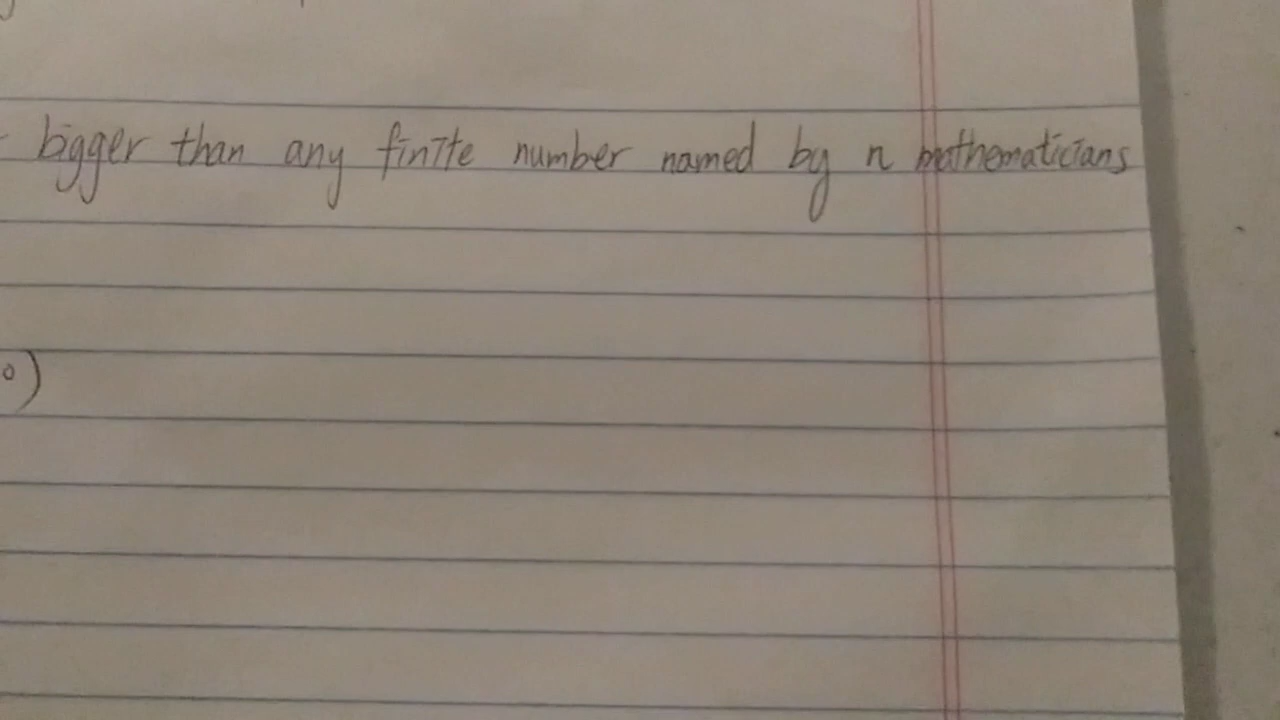 bigger than any finite number named by n mathematicians
o)